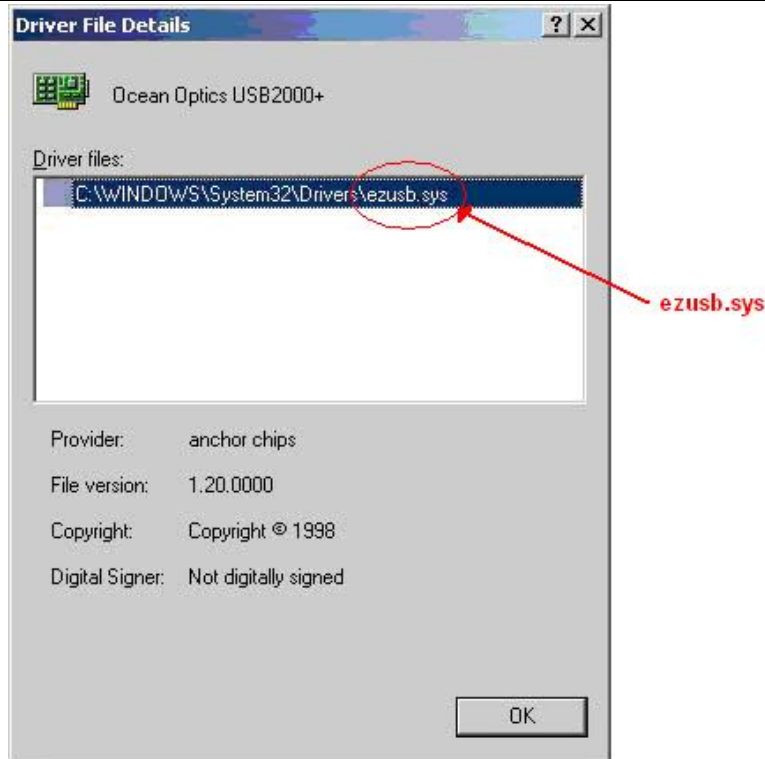 Driver File Details
Ocean Optics USB2000+
Driver files:
C:\WINDOWS\System32\Drivers\ezusb.sys
ezusb.sys
Provider: anchor chips
File version: 1.20.0000
Copyright: Copyright © 1998
Digital Signer: Not digitally signed
OK